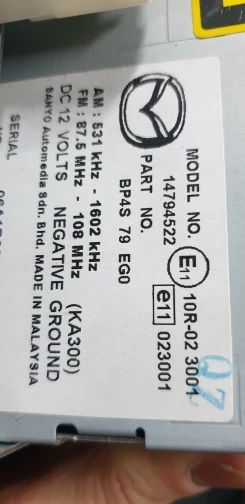 MODEL NO.
14794522
E11 10R-02 3001
e11 023001
PART NO.
BP4S 79 EG0
AM : 531 kHz - 1602 kHz
FM : 87.5 MHz - 108 MHz (KA300)
DC 12 VOLTS NEGATIVE GROUND
SANYO Automedia Sdn. Bhd. MADE IN MALAYSIA
SERIAL
Q7